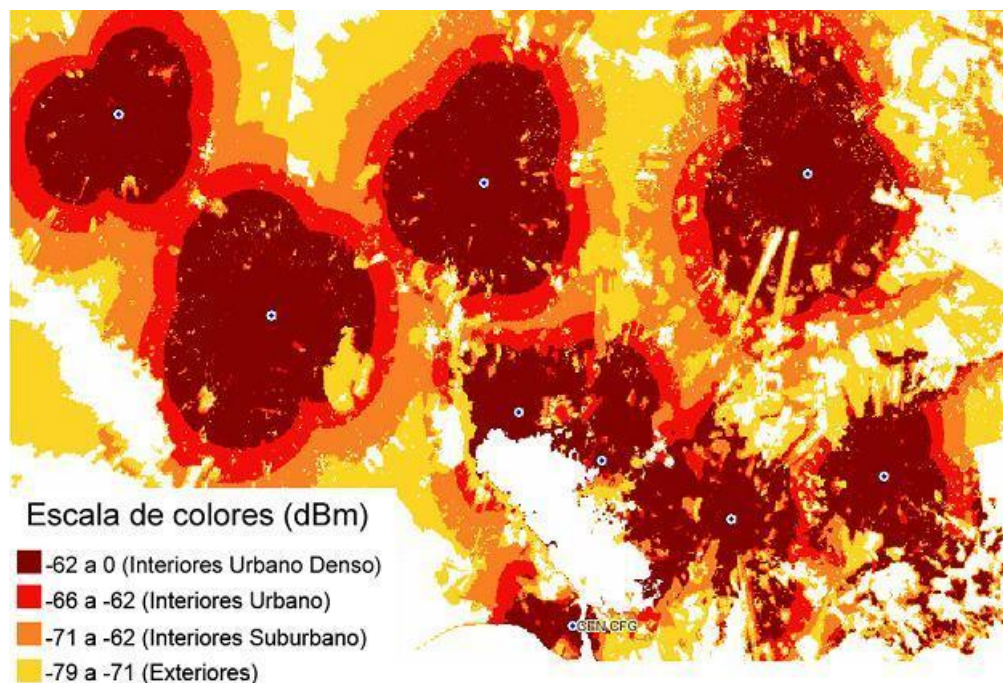 Escala de colores (dBm)
-62 a 0 (Interiores Urbano Denso)
-66 a -62 (Interiores Urbano)
-71 a -62 (Interiores Suburbano)
-79 a -71 (Exteriores)
GEN CFG